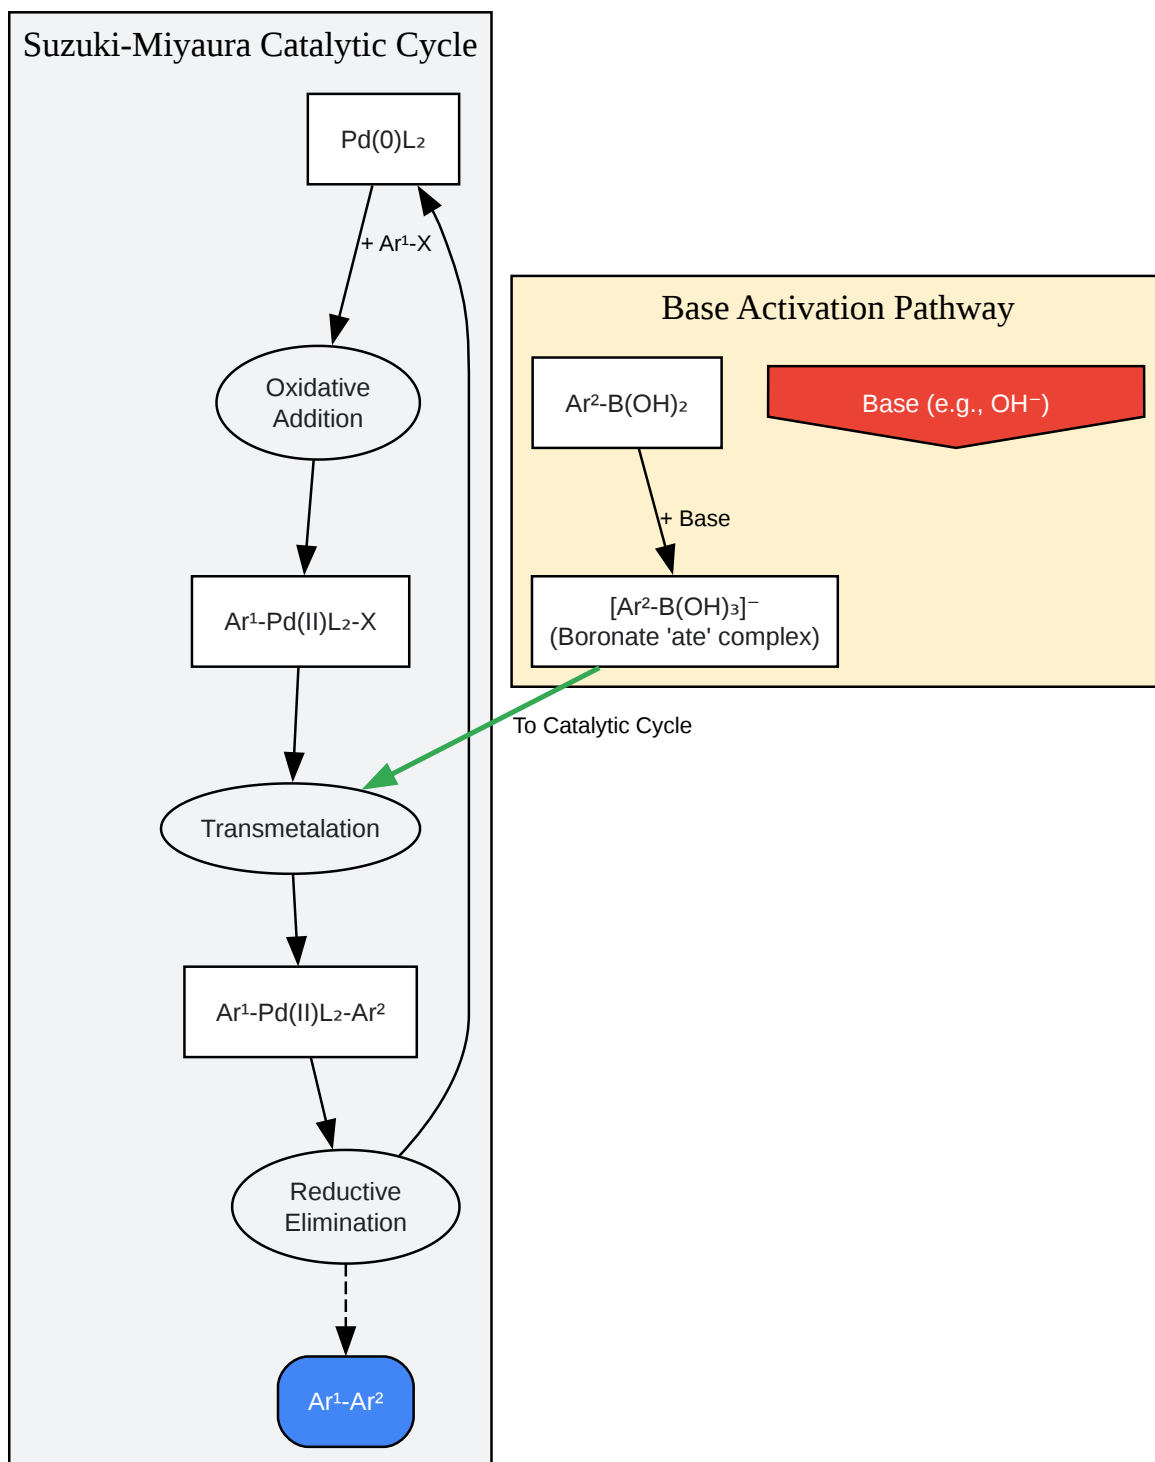 Suzuki-Miyaura Catalytic Cycle
Pd(0)L₂
+ Ar¹-X
Oxidative
Addition
Ar¹-Pd(II)L₂-X
Transmetalation
Ar¹-Pd(II)L₂-Ar²
Reductive
Elimination
Ar¹-Ar²
Base Activation Pathway
Ar²-B(OH)₂
Base (e.g., OH⁻)
+ Base
[Ar²-B(OH)₃]⁻
(Boronate 'ate' complex)
To Catalytic Cycle